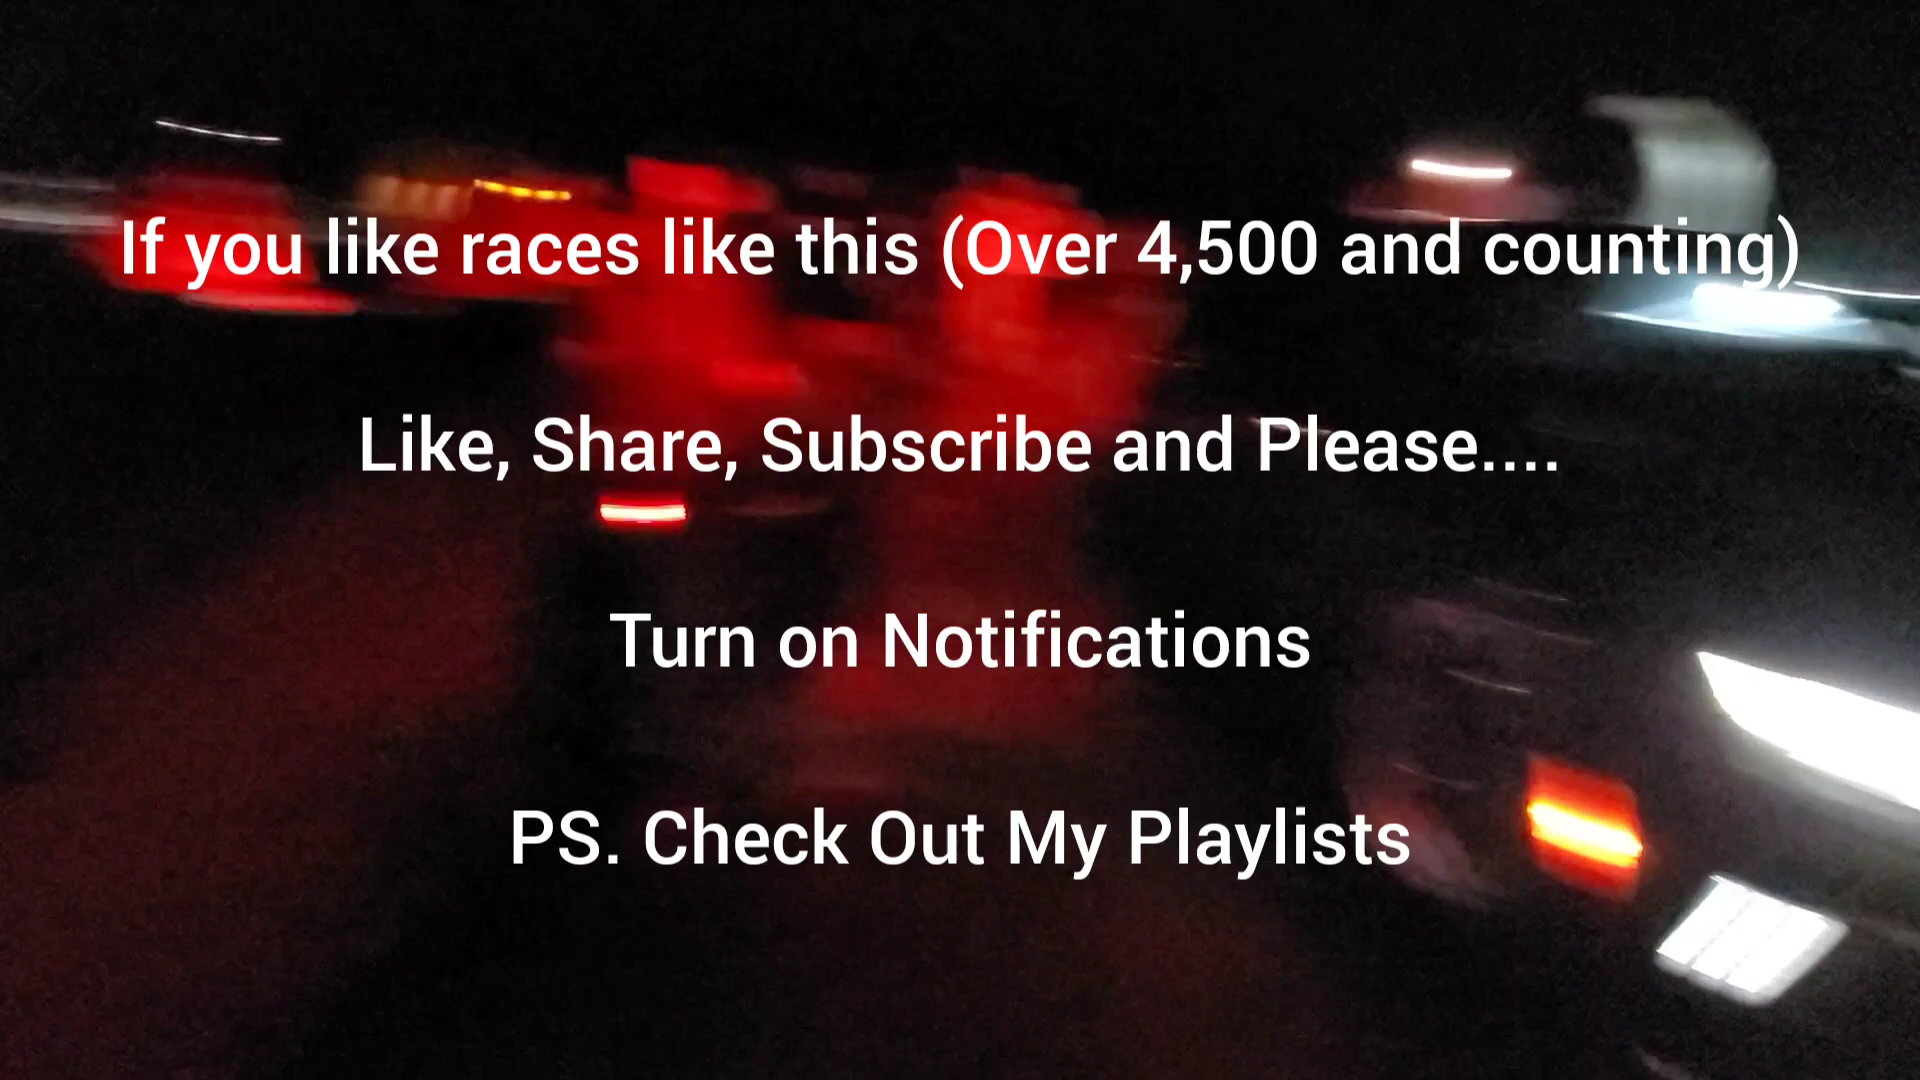 If you like races like this (Over 4,500 and counting)
Like, Share, Subscribe and Please....
Turn on Notifications
PS. Check Out My Playlists